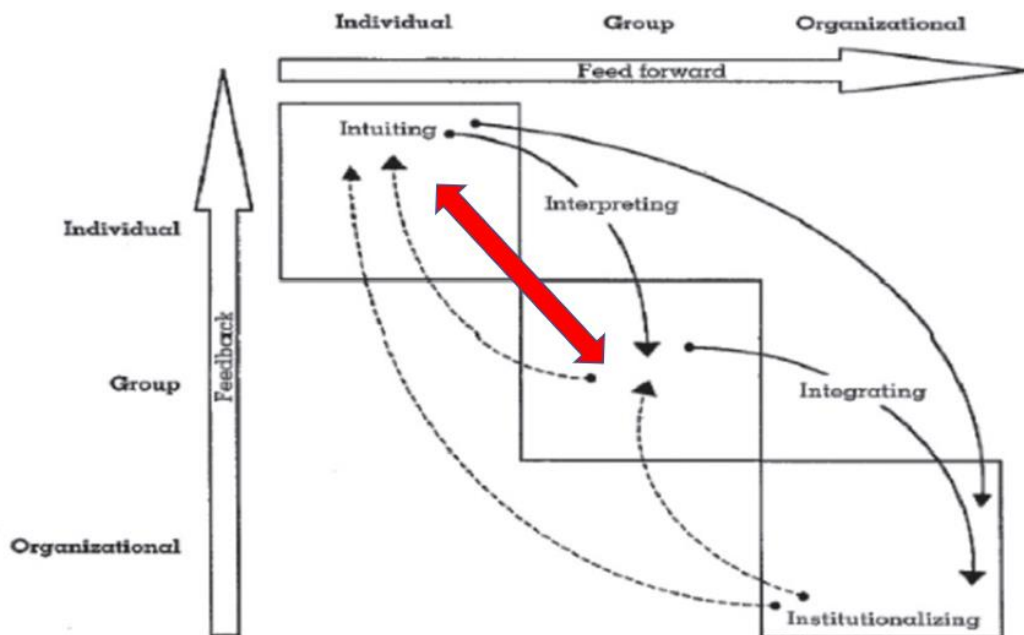 Individual Group Organizational
Feed forward
Intuiting
Interpreting
Individual
Feedback
Group
Integrating
Organizational
Institutionalizing